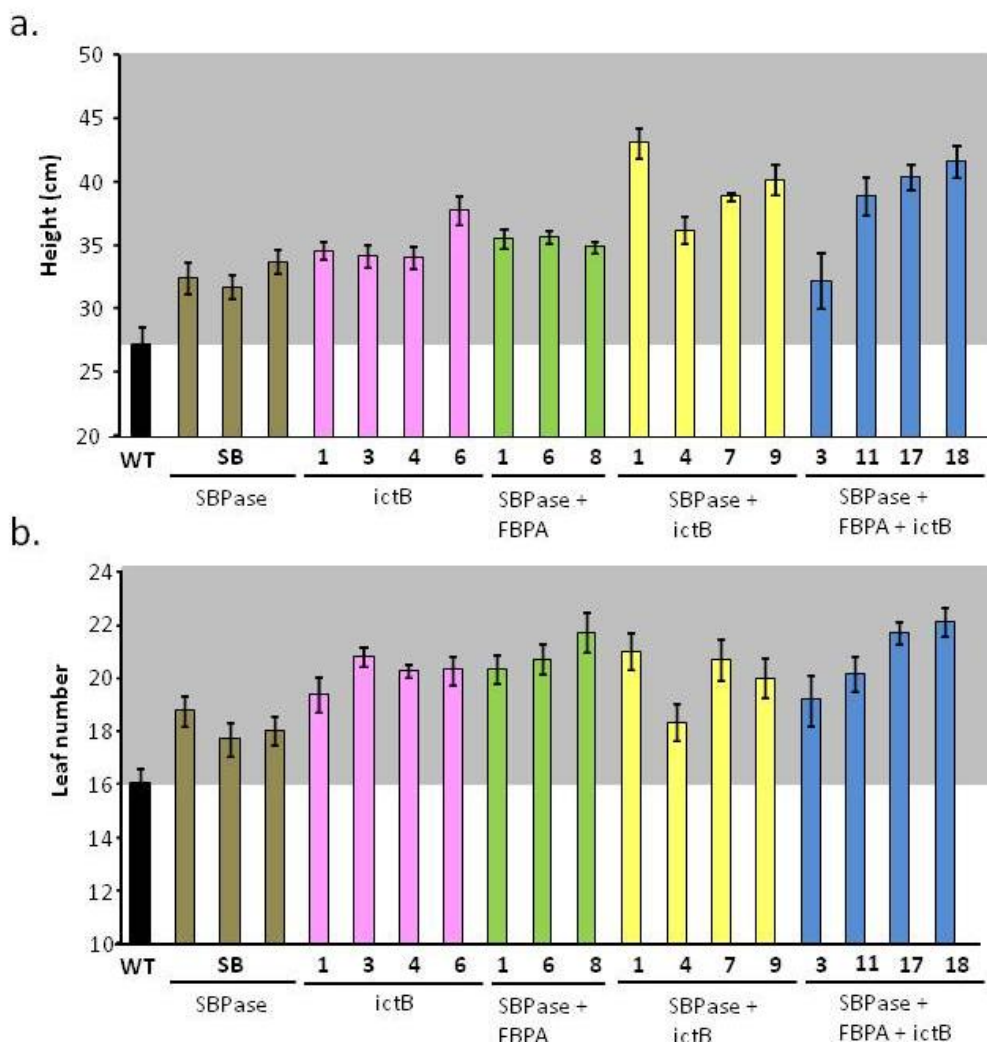 a.
50
45
40
35
30
25
20
Height (cm)
WT SB 1 3 4 6 1 6 8 1 4 7 9 3 11 17 18
SBPase ictB SBPase + FBPA SBPase + ictB SBPase + FBPA + ictB
b.
24
22
20
18
16
14
12
10
Leaf number
WT SB 1 3 4 6 1 6 8 1 4 7 9 3 11 17 18
SBPase ictB SBPase + FBPA SBPase + ictB SBPase + FBPA + ictB